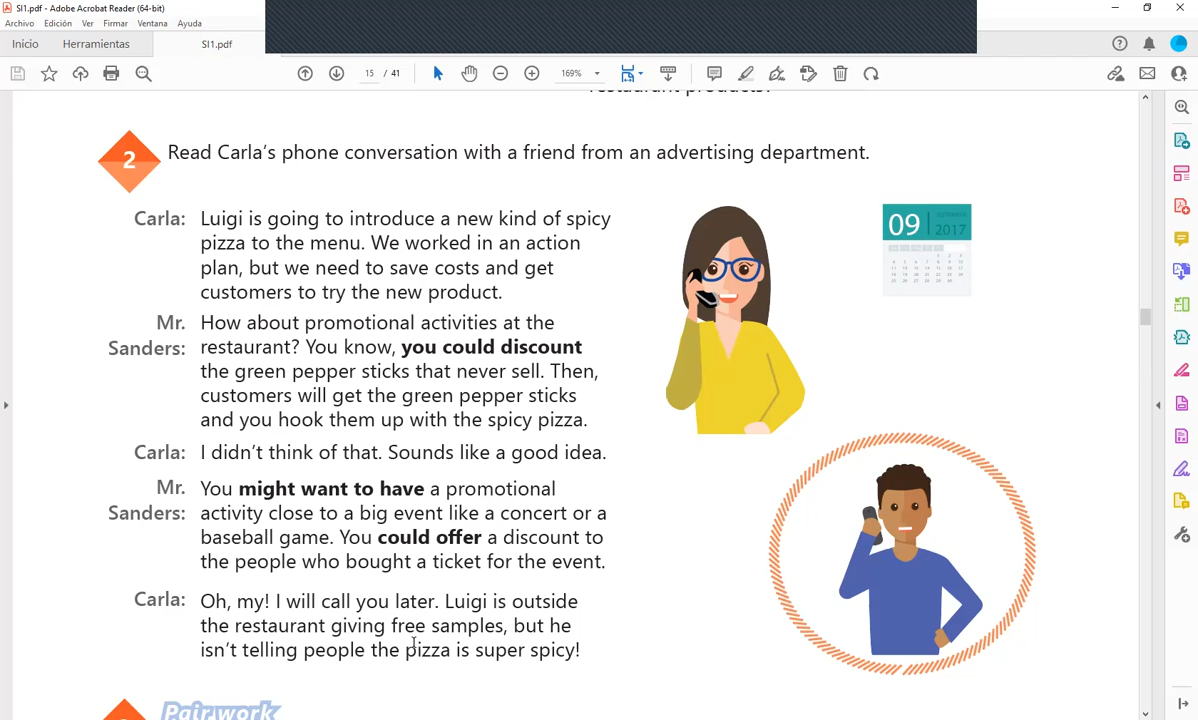 SI1.pdf - Adobe Acrobat Reader (64-bit)
Archivo Edición Ver Firmar Ventana Ayuda
Inicio Herramientas SI1.pdf
15 / 41 169%
restaurant products.
2 Read Carla's phone conversation with a friend from an advertising department.
Carla: Luigi is going to introduce a new kind of spicy
pizza to the menu. We worked in an action
plan, but we need to save costs and get
customers to try the new product.
Mr. How about promotional activities at the
Sanders: restaurant? You know, you could discount
the green pepper sticks that never sell. Then,
customers will get the green pepper sticks
and you hook them up with the spicy pizza.
Carla: I didn't think of that. Sounds like a good idea.
Mr. You might want to have a promotional
Sanders: activity close to a big event like a concert or a
baseball game. You could offer a discount to
the people who bought a ticket for the event.
Carla: Oh, my! I will call you later. Luigi is outside
the restaurant giving free samples, but he
isn't telling people the pizza is super spicy!
09 2017
Pair work